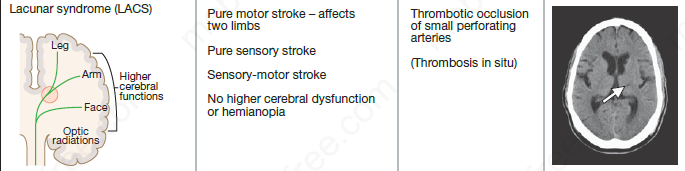 Lacunar syndrome (LACS)
Leg
Arm
Face
Higher
cerebral
functions
Optic
radiations
Pure motor stroke – affects
two limbs
Pure sensory stroke
Sensory-motor stroke
No higher cerebral dysfunction
or hemianopia
Thrombotic occlusion
of small perforating
arteries
(Thrombosis in situ)